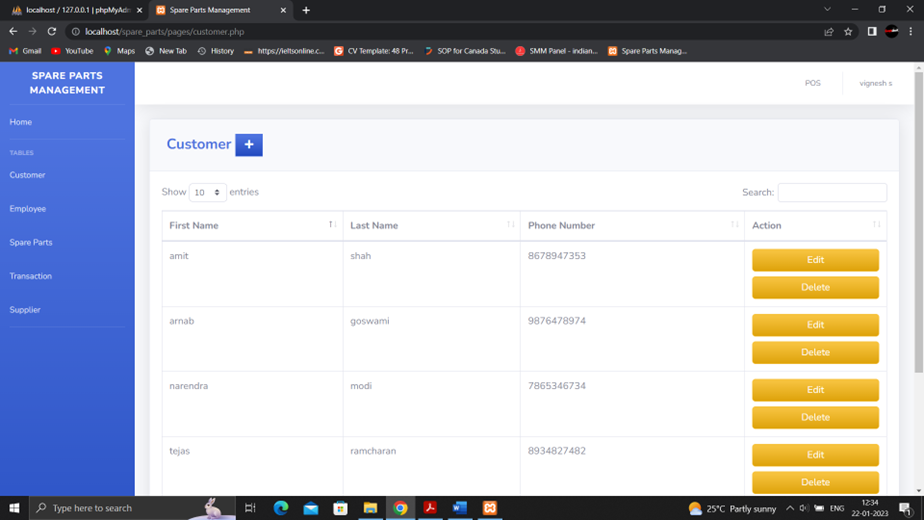 localhost / 127.0.0.1 | phpMyAdm
Spare Parts Management
localhost/spare_parts/pages/customer.php
Gmail
YouTube
Maps
New Tab
History
https://ieltsonline.c...
CV Template: 48 Pr...
SOP for Canada Stu...
SMM Panel - indian...
Spare Parts Manag...
SPARE PARTS
MANAGEMENT
POS
vignesh s
Home
TABLES
Customer
Employee
Spare Parts
Transaction
Supplier
Customer +
Show 10 entries
Search:
First Name Last Name Phone Number Action
amit shah 8678947353 Edit
Delete
arnab goswami 9876478974 Edit
Delete
narendra modi 7865346734 Edit
Delete
tejas ramcharan 8934827482 Edit
Delete
Type here to search
25°C Partly sunny
ENG
12:34
22-01-2023
1